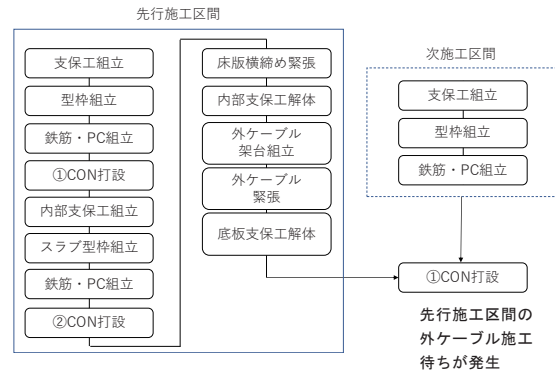 先行施工区間
支保工組立
型枠組立
鉄筋・PC組立
①CON打設
内部支保工組立
スラブ型枠組立
鉄筋・PC組立
②CON打設
床版横締め緊張
内部支保工解体
外ケーブル
架台組立
外ケーブル
緊張
底板支保工解体
次施工区間
支保工組立
型枠組立
鉄筋・PC組立
①CON打設
先行施工区間の
外ケーブル施工
待ちが発生